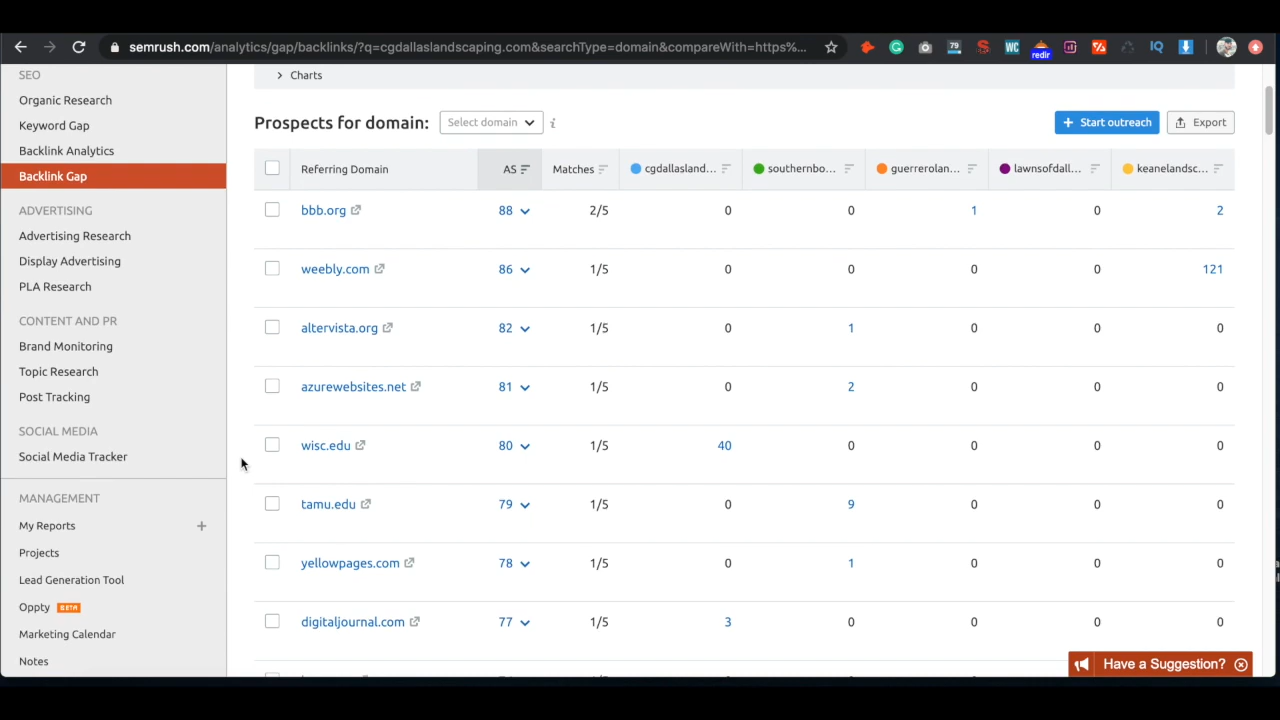 semrush.com/analytics/gap/backlinks/?q=cgdallaslandscaping.com&searchType=domain&compareWith=https%...
79
WC
IQ
redir
SEO
Organic Research
Keyword Gap
Backlink Analytics
Backlink Gap
ADVERTISING
Advertising Research
Display Advertising
PLA Research
CONTENT AND PR
Brand Monitoring
Topic Research
Post Tracking
SOCIAL MEDIA
Social Media Tracker
MANAGEMENT
My Reports +
Projects
Lead Generation Tool
Oppty BETA
Marketing Calendar
Notes
Charts
Prospects for domain: Select domain i + Start outreach Export
Referring Domain AS Matches cgdallasland... southernbo... guerrerolan... lawnsofdall... keanelandsc...
bbb.org 88 2/5 0 0 1 0 2
weebly.com 86 1/5 0 0 0 0 121
altervista.org 82 1/5 0 1 0 0 0
azurewebsites.net 81 1/5 0 2 0 0 0
wisc.edu 80 1/5 40 0 0 0 0
tamu.edu 79 1/5 0 9 0 0 0
yellowpages.com 78 1/5 0 1 0 0 0
digitaljournal.com 77 1/5 3 0 0 0 0
Have a Suggestion?